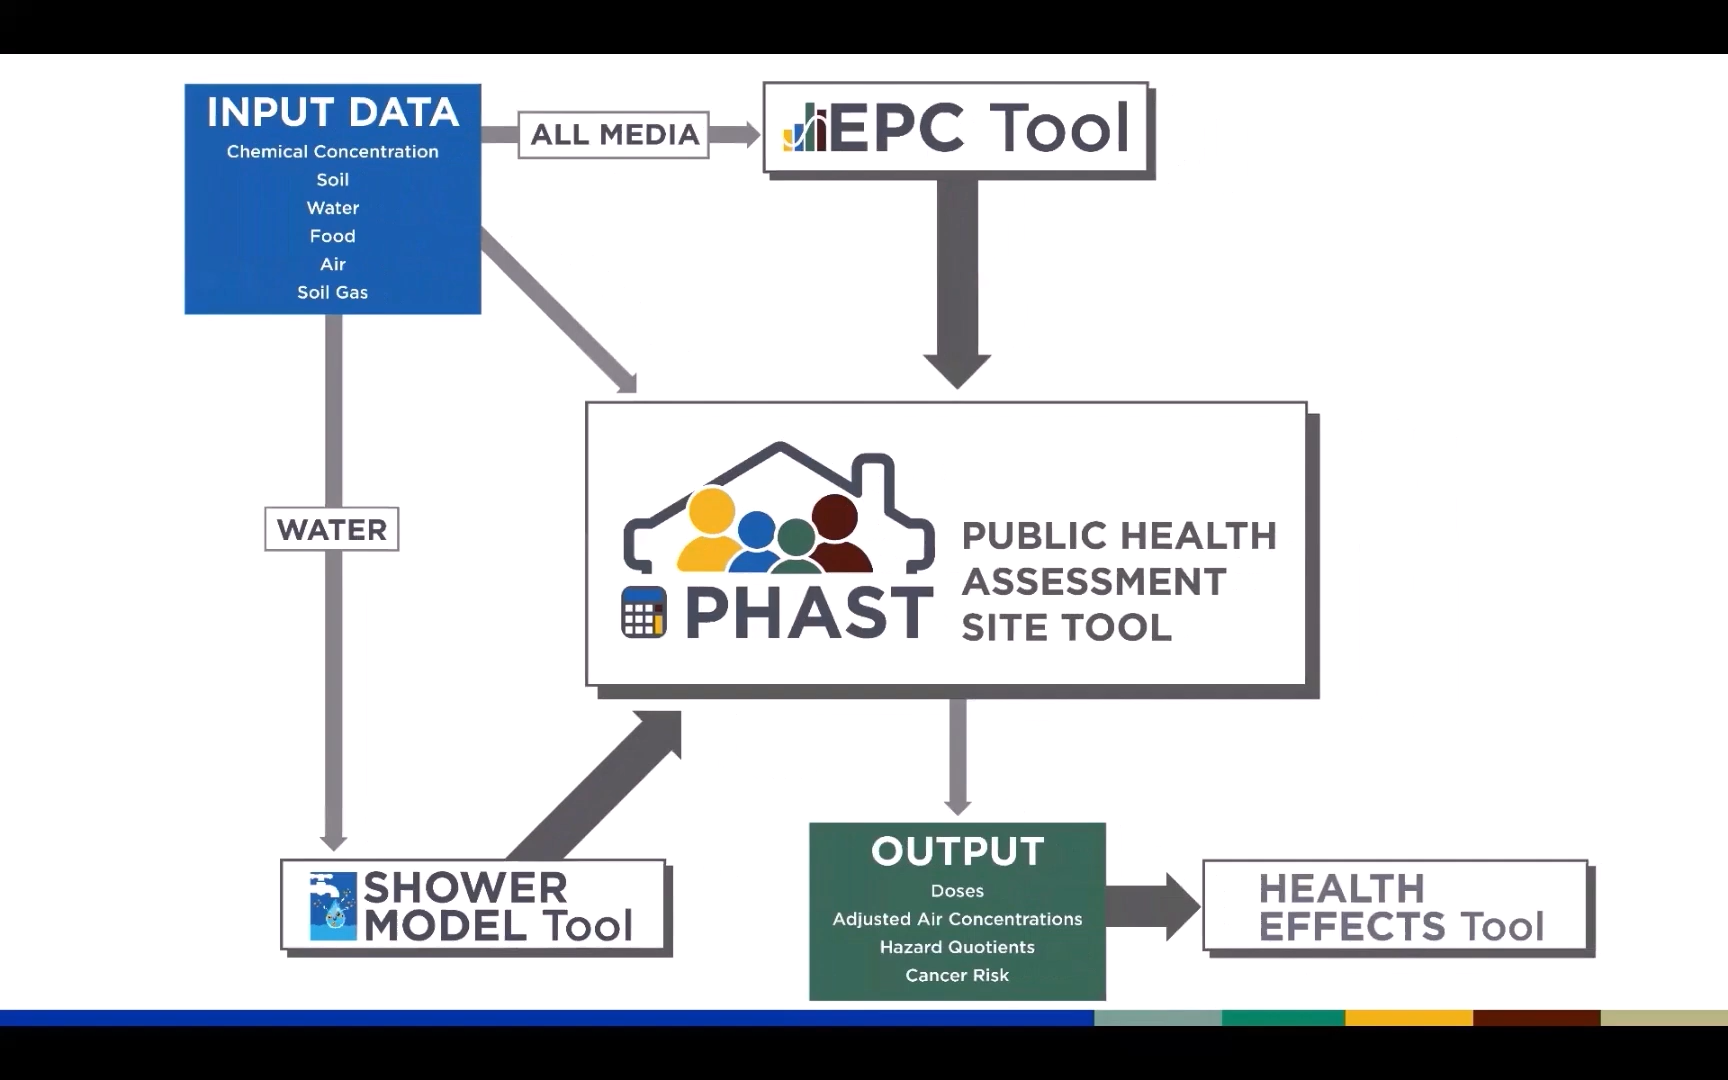 INPUT DATA
Chemical Concentration
Soil
Water
Food
Air
Soil Gas
ALL MEDIA
EPC Tool
WATER
PHAST
PUBLIC HEALTH
ASSESSMENT
SITE TOOL
SHOWER
MODEL Tool
OUTPUT
Doses
Adjusted Air Concentrations
Hazard Quotients
Cancer Risk
HEALTH
EFFECTS Tool